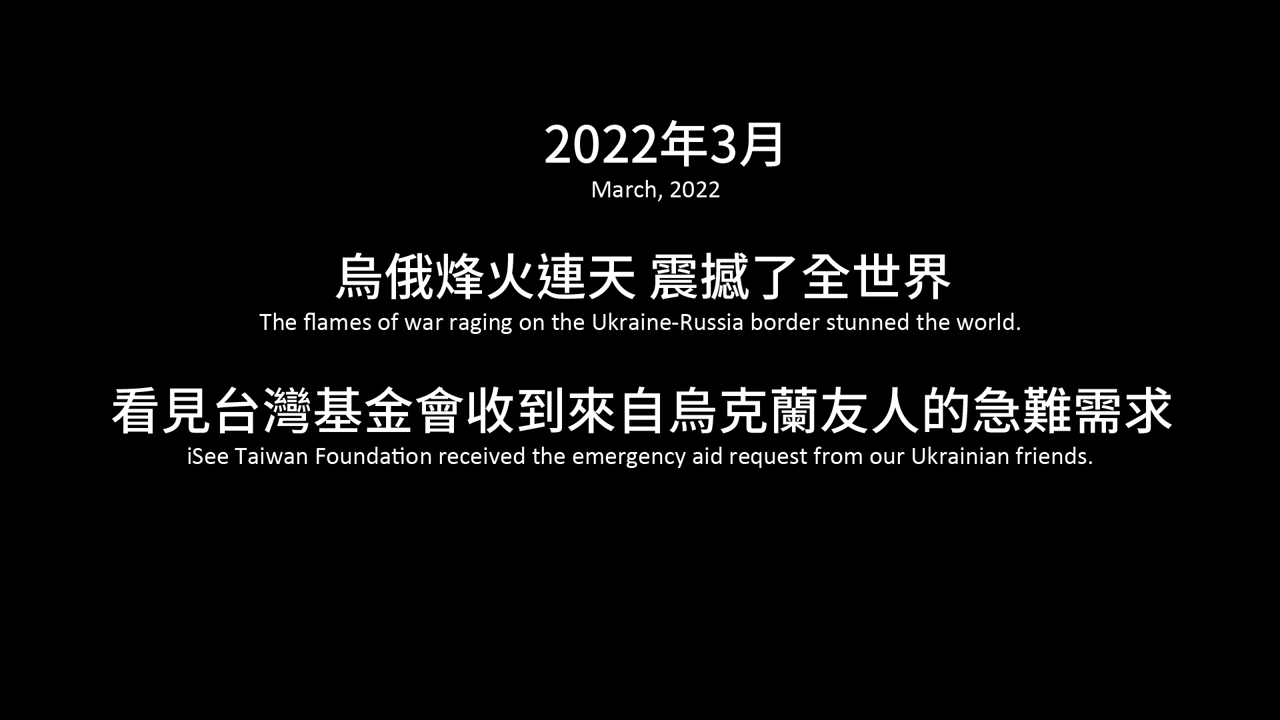 2022年3月
March, 2022
烏俄烽火連天 震撼了全世界
The flames of war raging on the Ukraine-Russia border stunned the world.
看見台灣基金會收到來自烏克蘭友人的急難需求
iSee Taiwan Foundation received the emergency aid request from our Ukrainian friends.